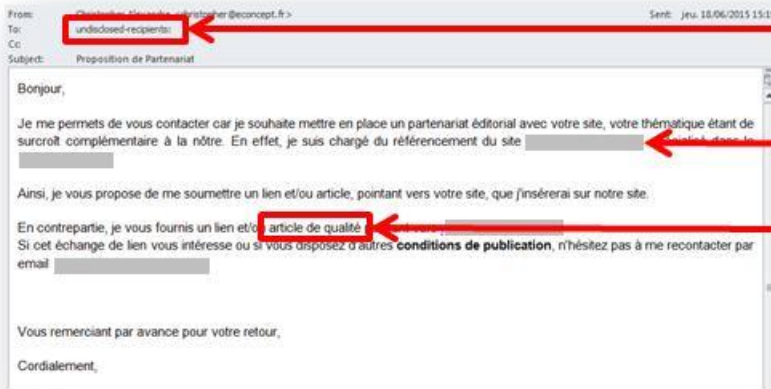 From: Christopher @econcept.fr> Sent: jeu. 18/06/2015 15:1
To: undisclosed-recipients:
Cc:
Subject: Proposition de Partenariat
Bonjour,
Je me permets de vous contacter car je souhaite mettre en place un partenariat éditorial avec votre site, votre thématique étant de
surcroît complémentaire à la nôtre. En effet, je suis chargé du référencement du site
Ainsi, je vous propose de me soumettre un lien et/ou article, pointant vers votre site, que j'insérerai sur notre site.
En contrepartie, je vous fournis un lien et/ou article de qualité
Si cet échange de lien vous intéresse ou si vous disposez d'autres conditions de publication, n'hésitez pas à me recontacter par
email
Vous remerciant par avance pour votre retour,
Cordialement,